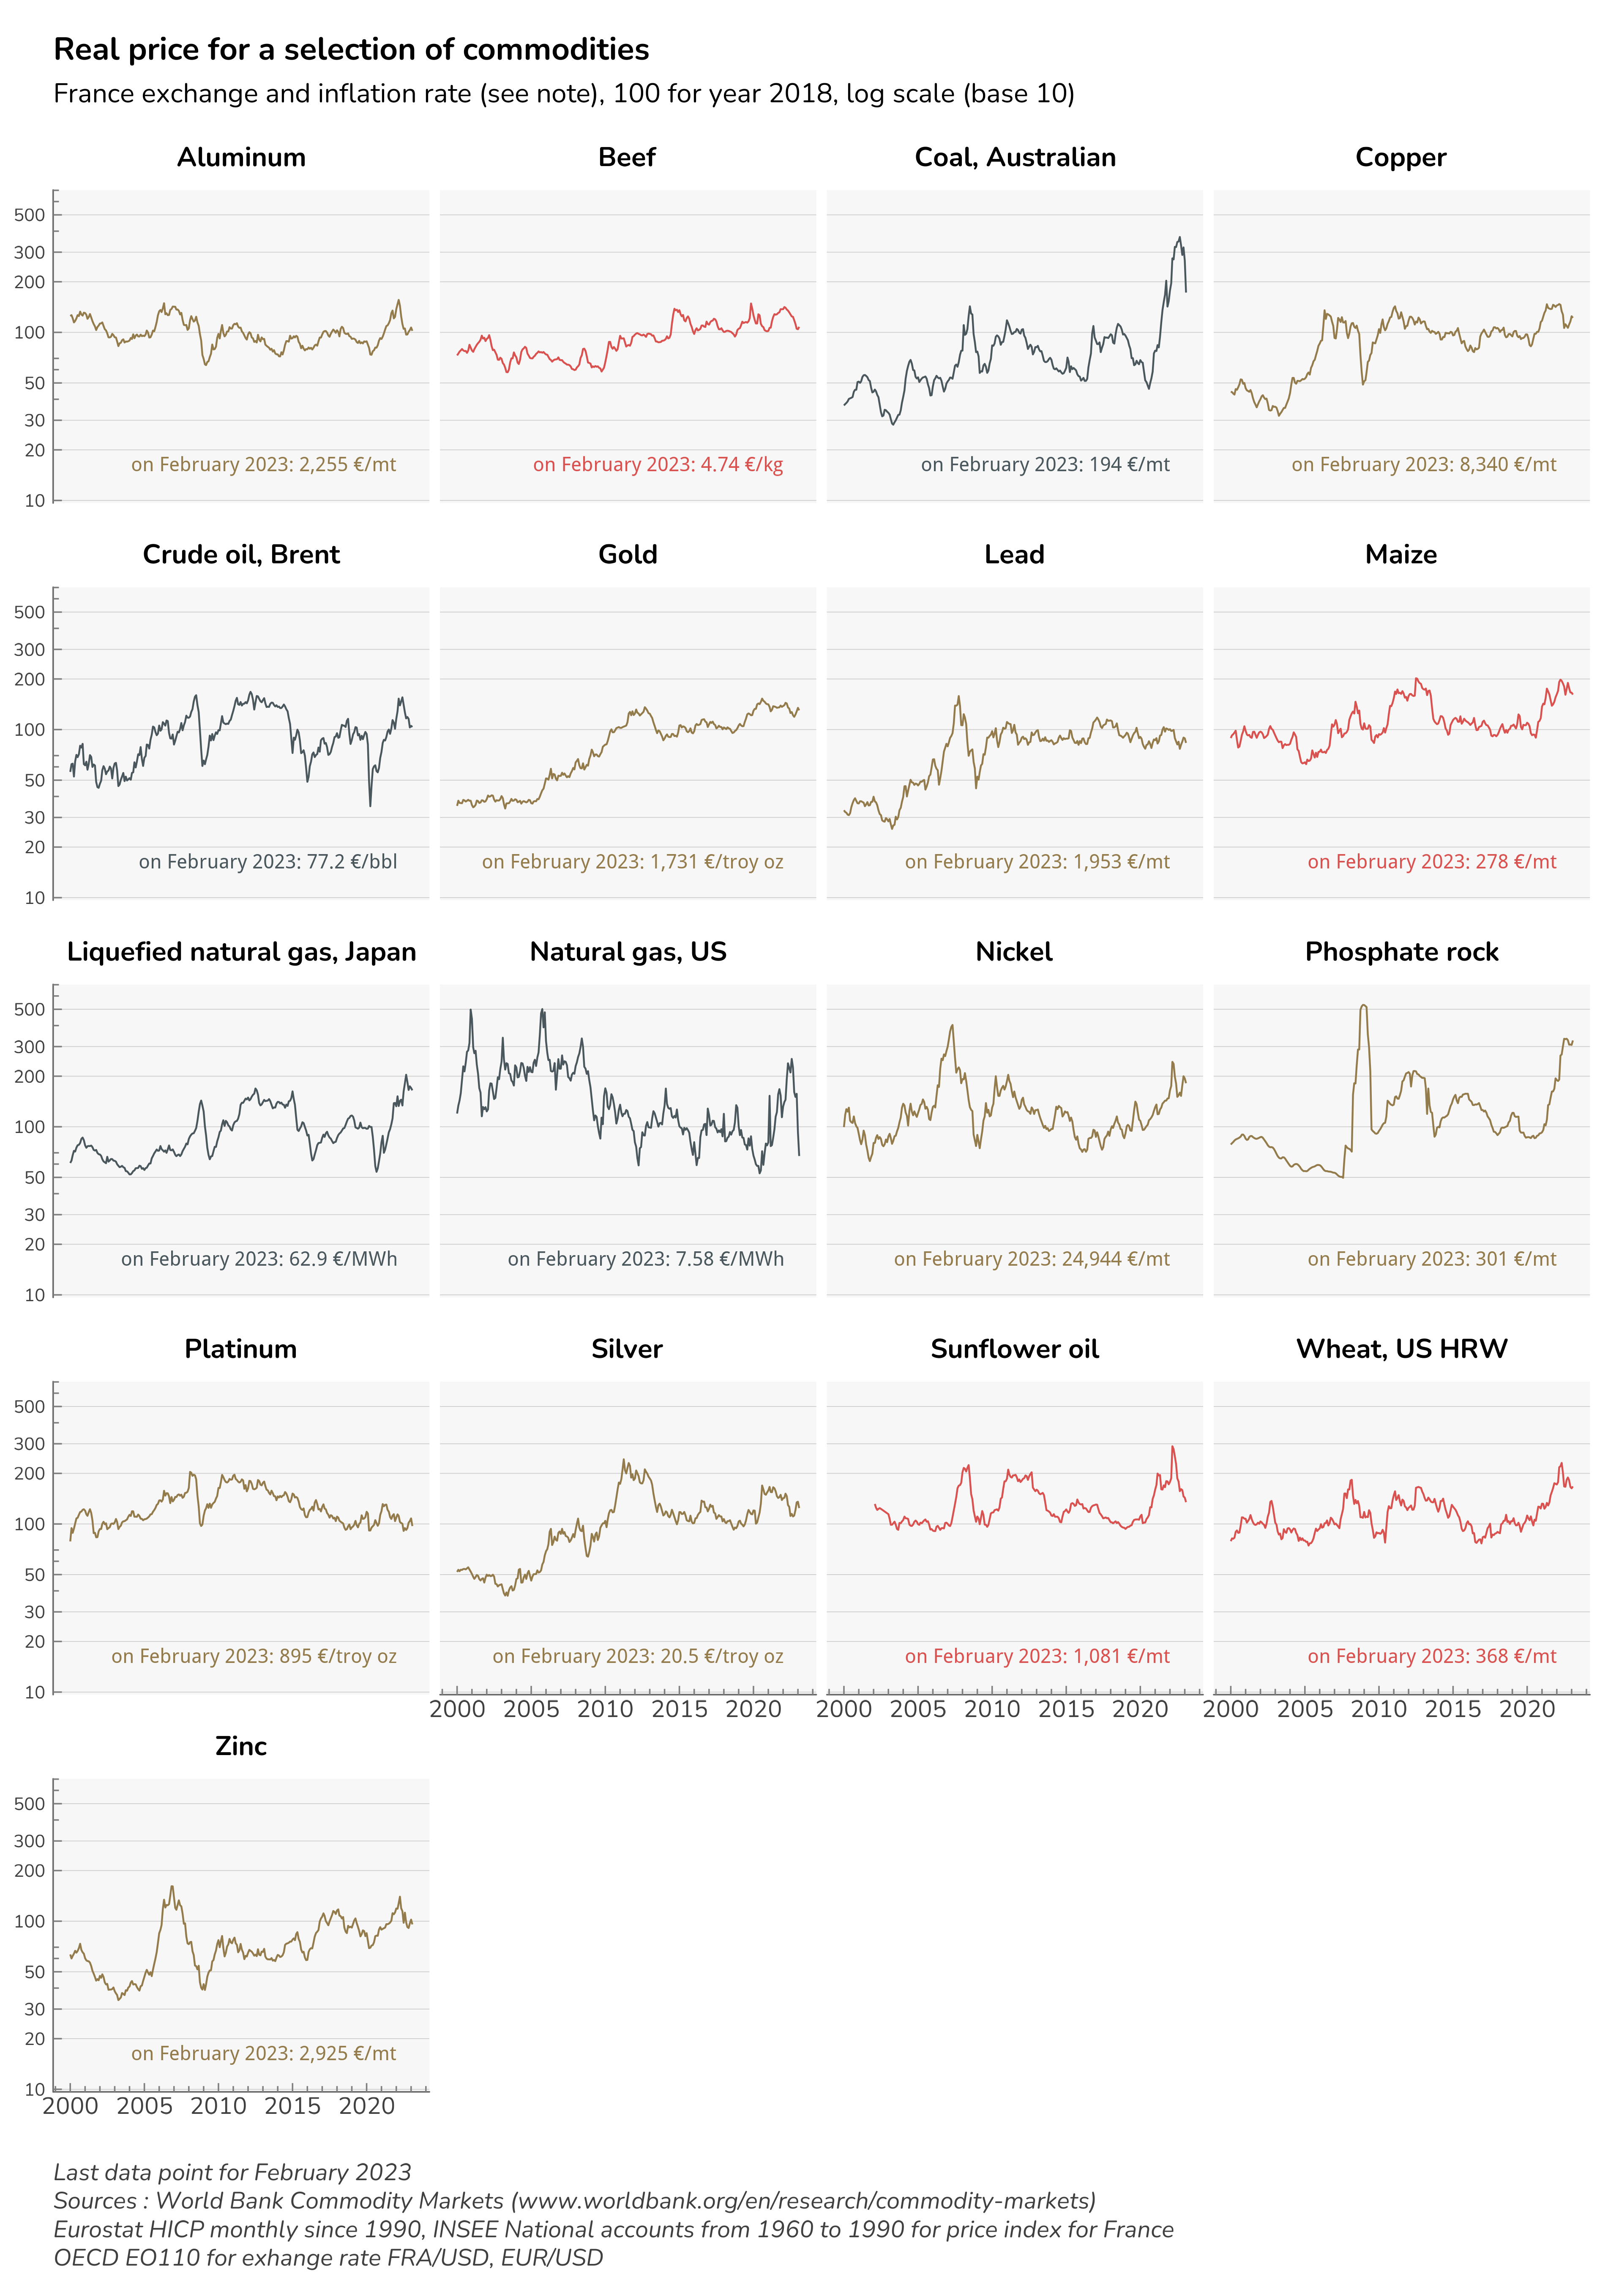 Real price for a selection of commodities
France exchange and inflation rate (see note), 100 for year 2018, log scale (base 10)
Aluminum Beef Coal, Australian Copper
500
300
200
100
50
30
20
10
on February 2023: 2,255 €/mt on February 2023: 4.74 €/kg on February 2023: 194 €/mt on February 2023: 8,340 €/mt
Crude oil, Brent Gold Lead Maize
500
300
200
100
50
30
20
10
on February 2023: 77.2 €/bbl on February 2023: 1,731 €/troy oz on February 2023: 1,953 €/mt on February 2023: 278 €/mt
Liquefied natural gas, Japan Natural gas, US Nickel Phosphate rock
500
300
200
100
50
30
20
10
on February 2023: 62.9 €/MWh on February 2023: 7.58 €/MWh on February 2023: 24,944 €/mt on February 2023: 301 €/mt
Platinum Silver Sunflower oil Wheat, US HRW
500
300
200
100
50
30
20
10
on February 2023: 895 €/troy oz on February 2023: 20.5 €/troy oz on February 2023: 1,081 €/mt on February 2023: 368 €/mt
2000 2005 2010 2015 2020 2000 2005 2010 2015 2020 2000 2005 2010 2015 2020
Zinc
500
300
200
100
50
30
20
10
on February 2023: 2,925 €/mt
2000 2005 2010 2015 2020
Last data point for February 2023
Sources : World Bank Commodity Markets (www.worldbank.org/en/research/commodity-markets)
Eurostat HICP monthly since 1990, INSEE National accounts from 1960 to 1990 for price index for France
OECD EO110 for exhange rate FRA/USD, EUR/USD